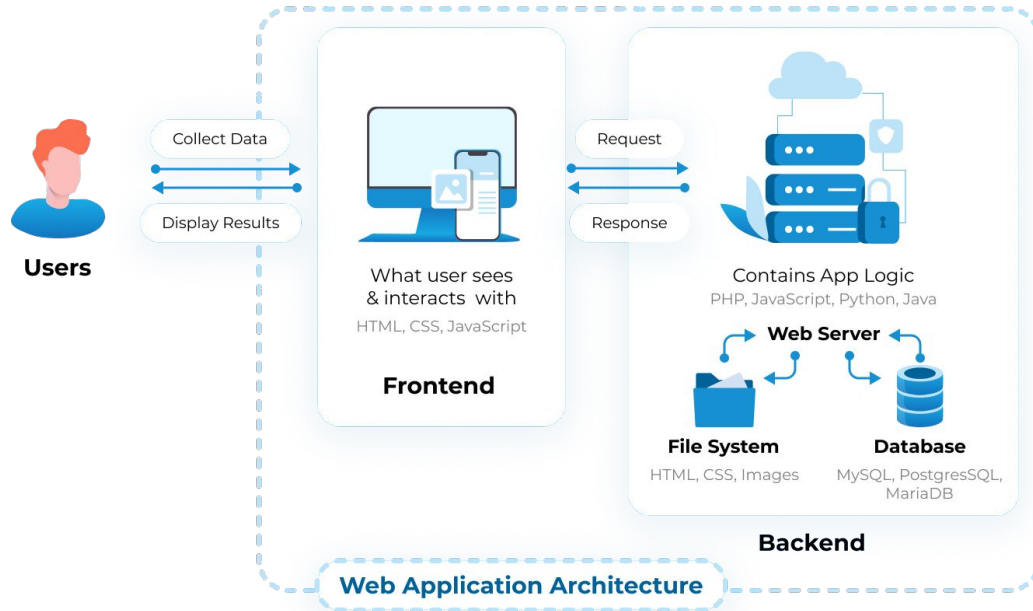 Users
Collect Data
Display Results
What user sees
& interacts with
HTML, CSS, JavaScript
Frontend
Request
Response
Contains App Logic
PHP, JavaScript, Python, Java
Web Server
File System
HTML, CSS, Images
Database
MySQL, PostgresSQL,
MariaDB
Backend
Web Application Architecture